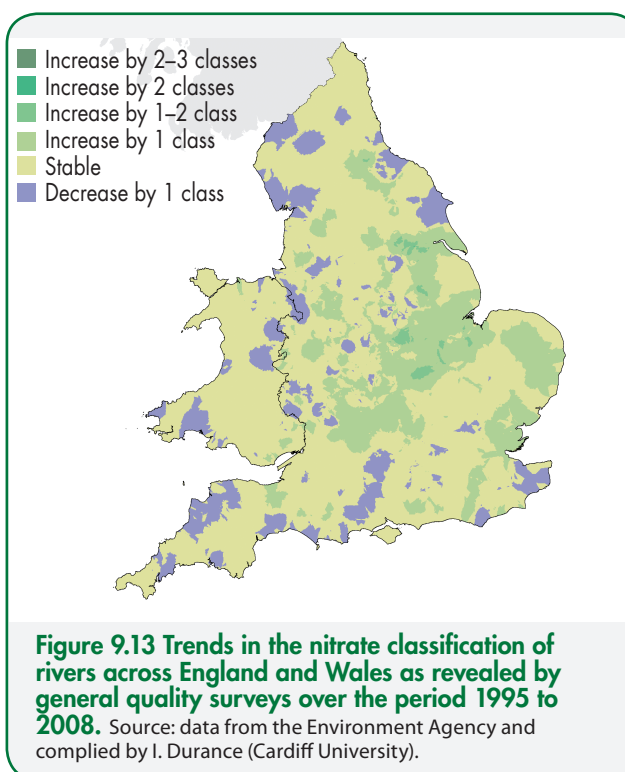 Increase by 2–3 classes
Increase by 2 classes
Increase by 1–2 class
Increase by 1 class
Stable
Decrease by 1 class
Figure 9.13 Trends in the nitrate classification of
rivers across England and Wales as revealed by
general quality surveys over the period 1995 to
2008. Source: data from the Environment Agency and
complied by I. Durance (Cardiff University).